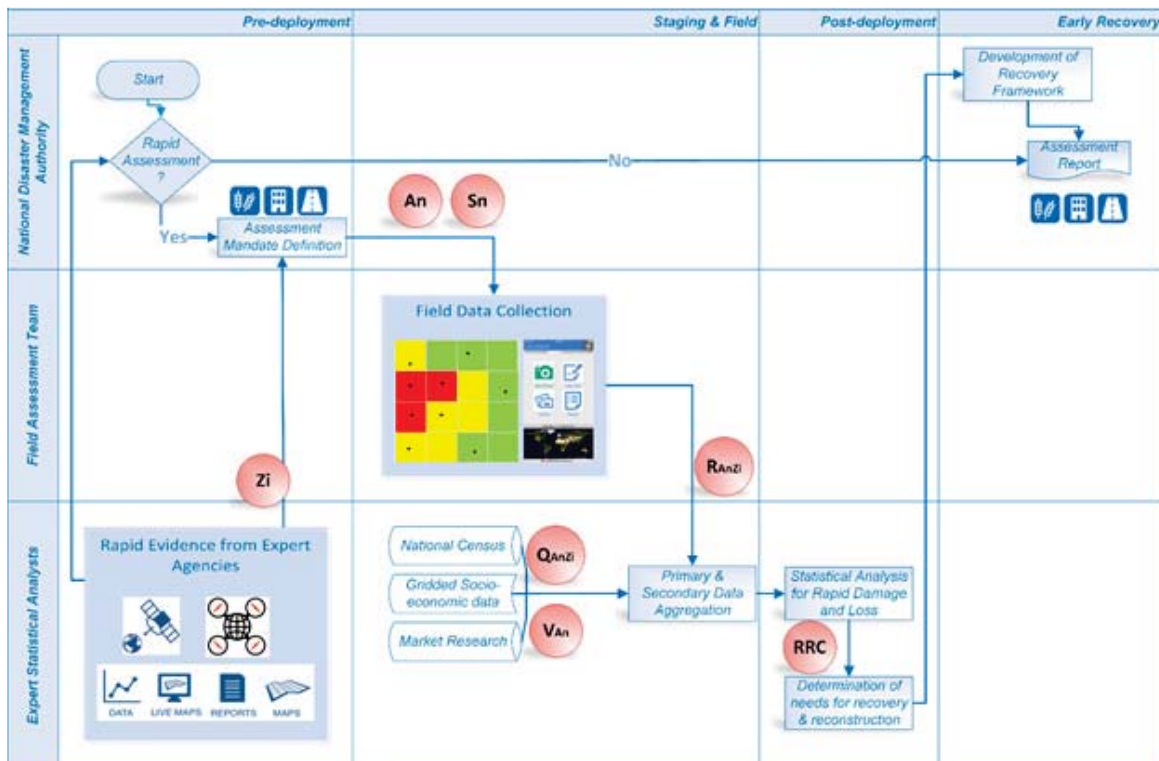 Pre-deployment
Staging & Field
Post-deployment
Early Recovery
National Disaster Management
Authority
Start
Rapid
Assessment
?
No
Yes
Assessment
Mandate Definition
An
Sn
Development of
Recovery
Framework
Assessment
Report
Field Assessment Team
Field Data Collection
Zi
RAnZi
Expert Statistical Analysts
Rapid Evidence from Expert
Agencies
DATA
LIVE MAPS
REPORTS
MAPS
National Census
Gridded Socio-
economic data
Market Research
QAnZi
VAn
Primary &
Secondary Data
Aggregation
Statistical Analysis
for Rapid Damage
and Loss
RRC
Determination of
needs for recovery
& reconstruction